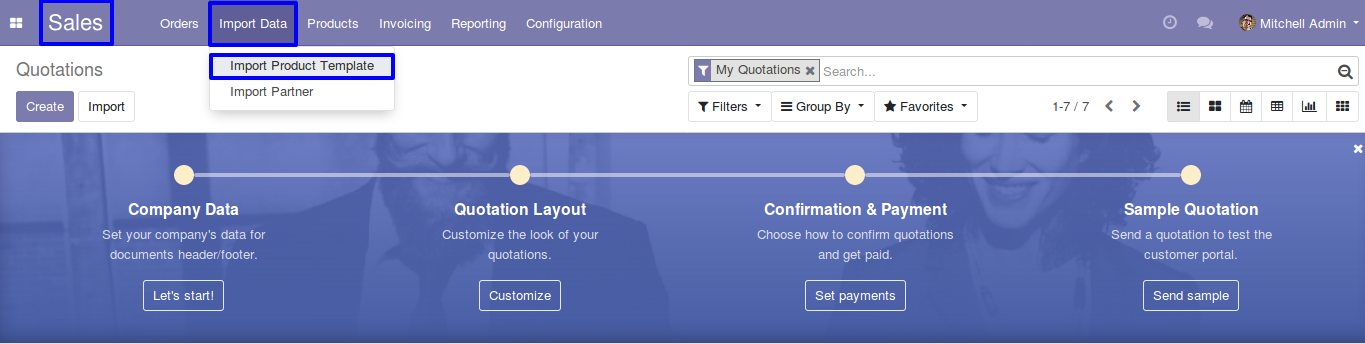 Sales Orders Import Data Products Invoicing Reporting Configuration Mitchell Admin
Import Product Template
Import Partner
Quotations
My Quotations Search...
Create Import
Filters Group By Favorites 1-7 / 7
Company Data
Set your company's data for
documents header/footer.
Let's start!
Quotation Layout
Customize the look of your
quotations.
Customize
Confirmation & Payment
Choose how to confirm quotations
and get paid.
Set payments
Sample Quotation
Send a quotation to test the
customer portal.
Send sample